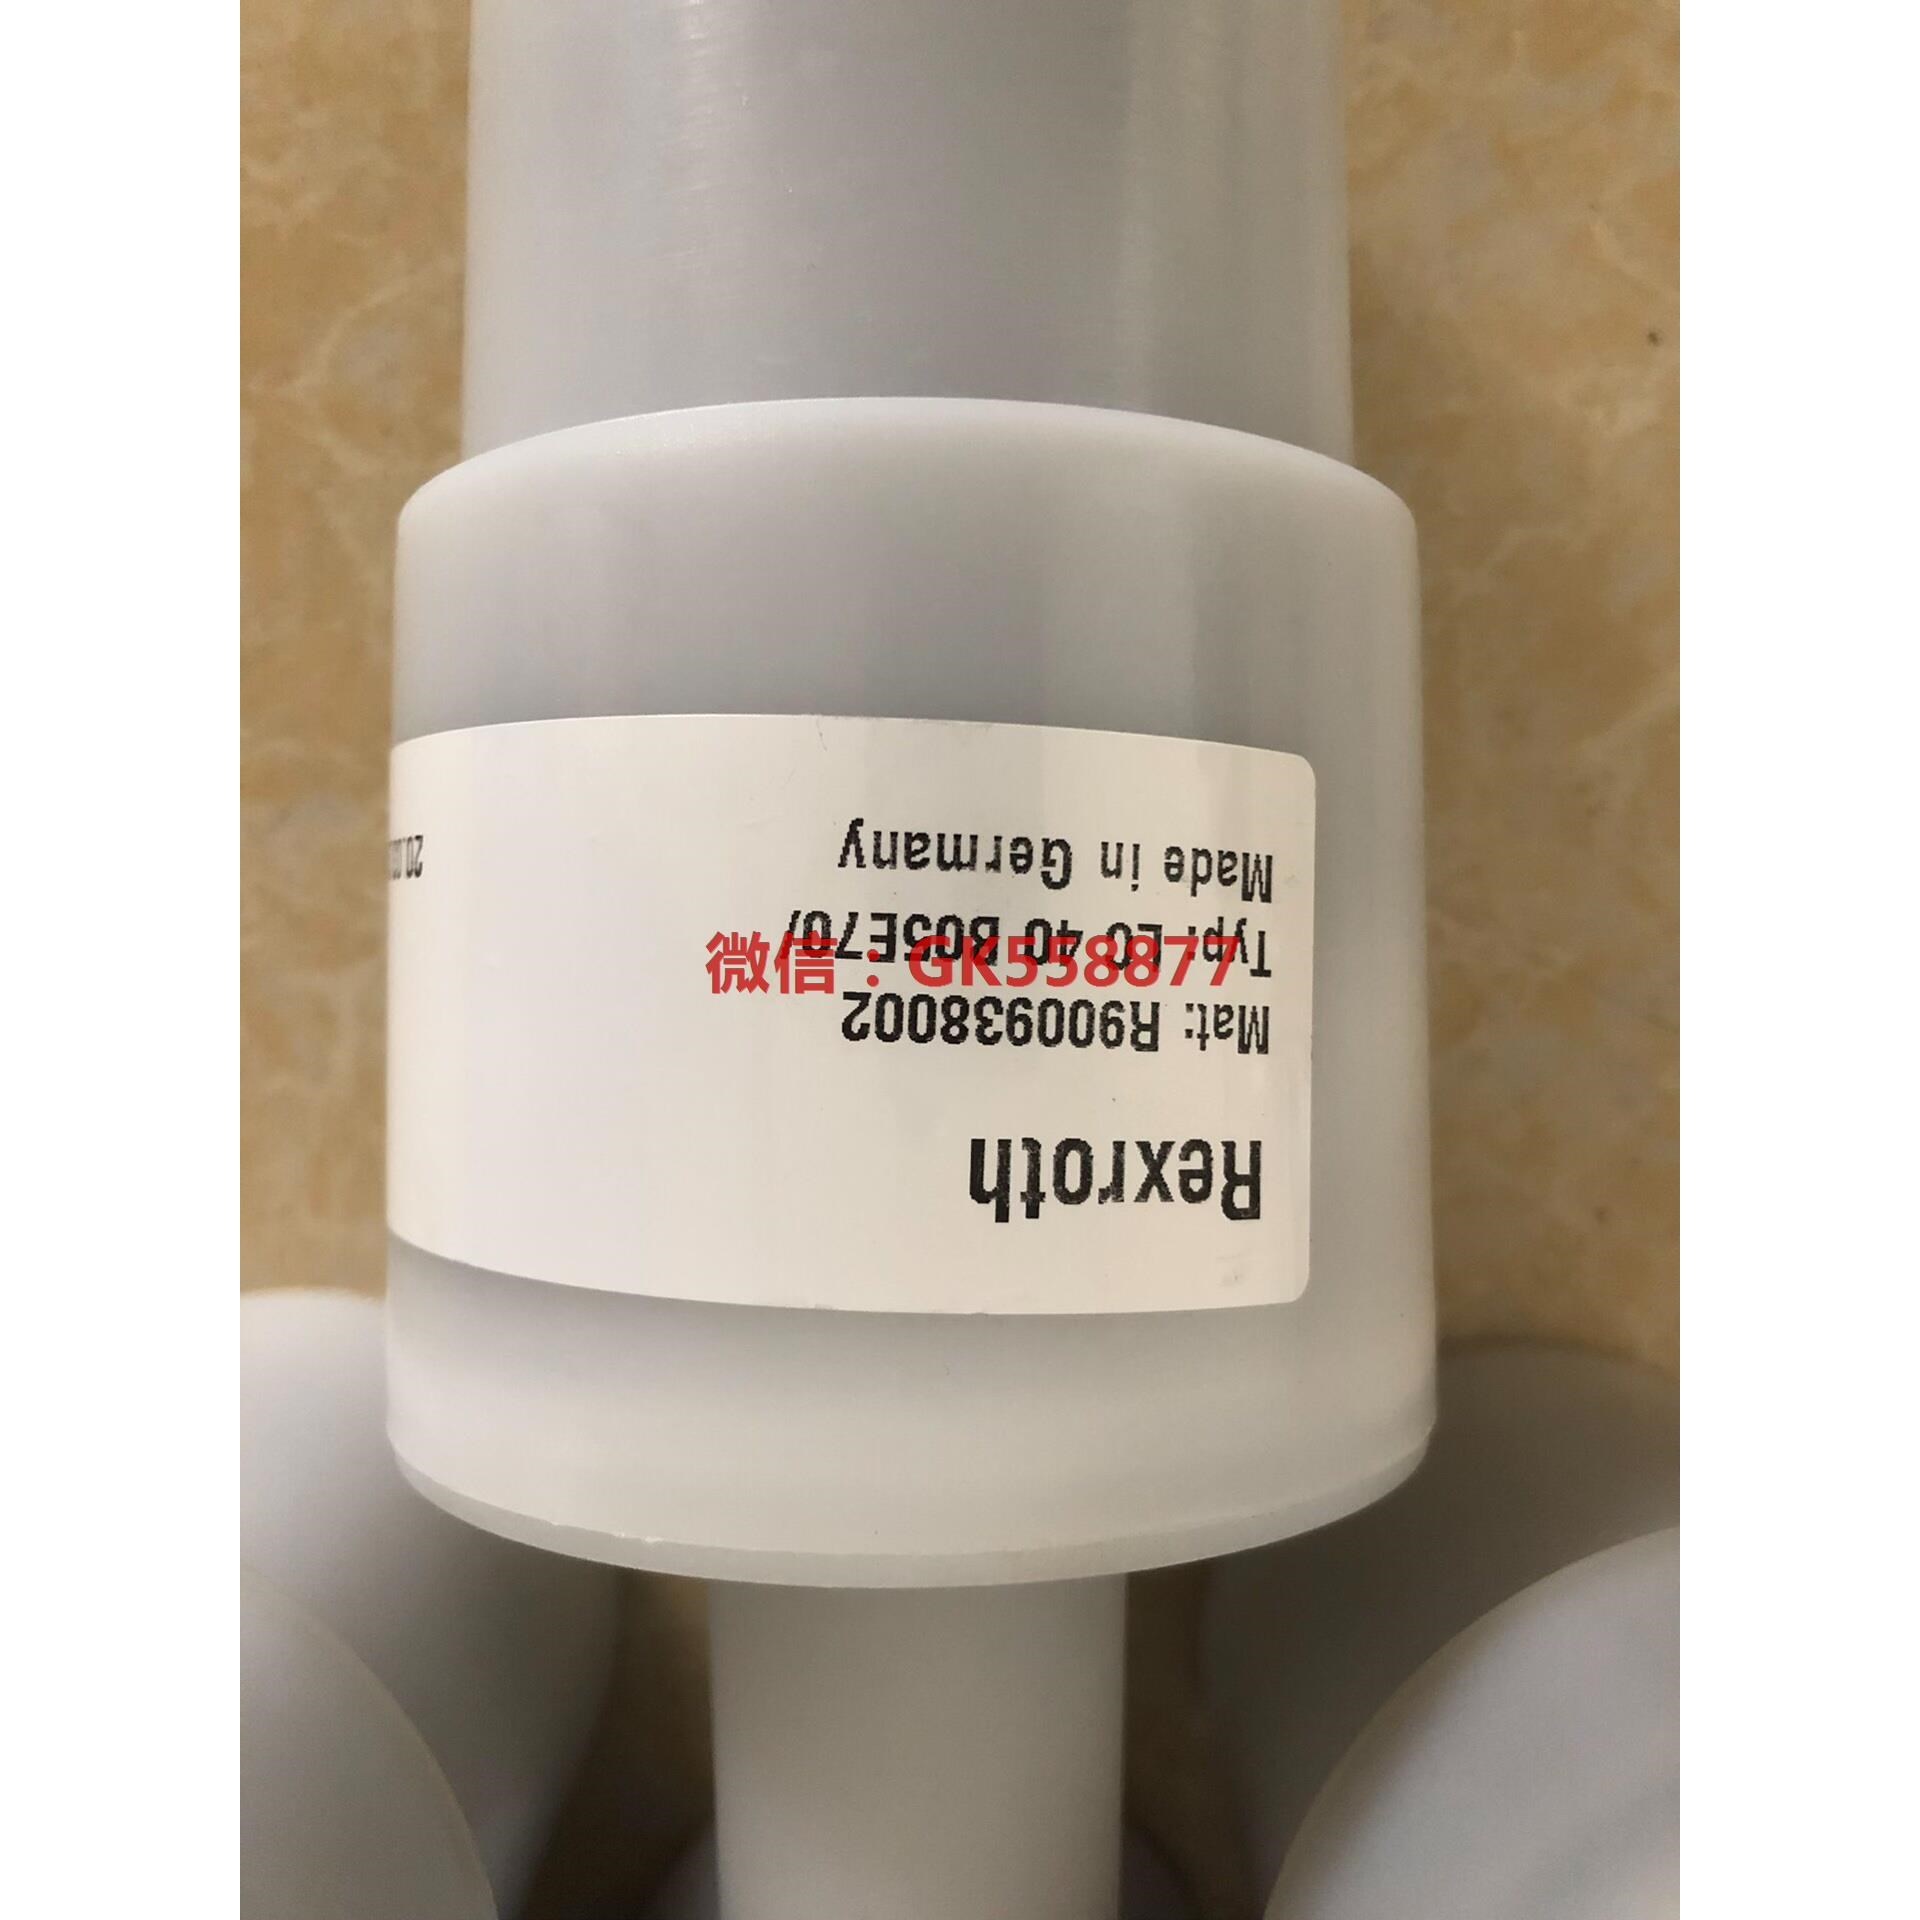 Rexroth
Mat: R900938002
Typ: LC 40 B05E70/
Made in Germany
微信：GK558877